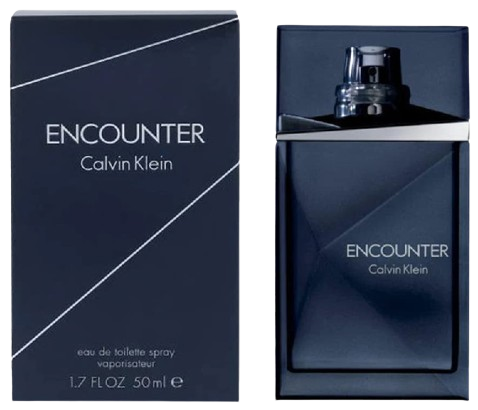 ENCOUNTER
Calvin Klein
eau de toilette spray
vaporisateur
1.7 FL OZ 50 ml ℮
ENCOUNTER
Calvin Klein